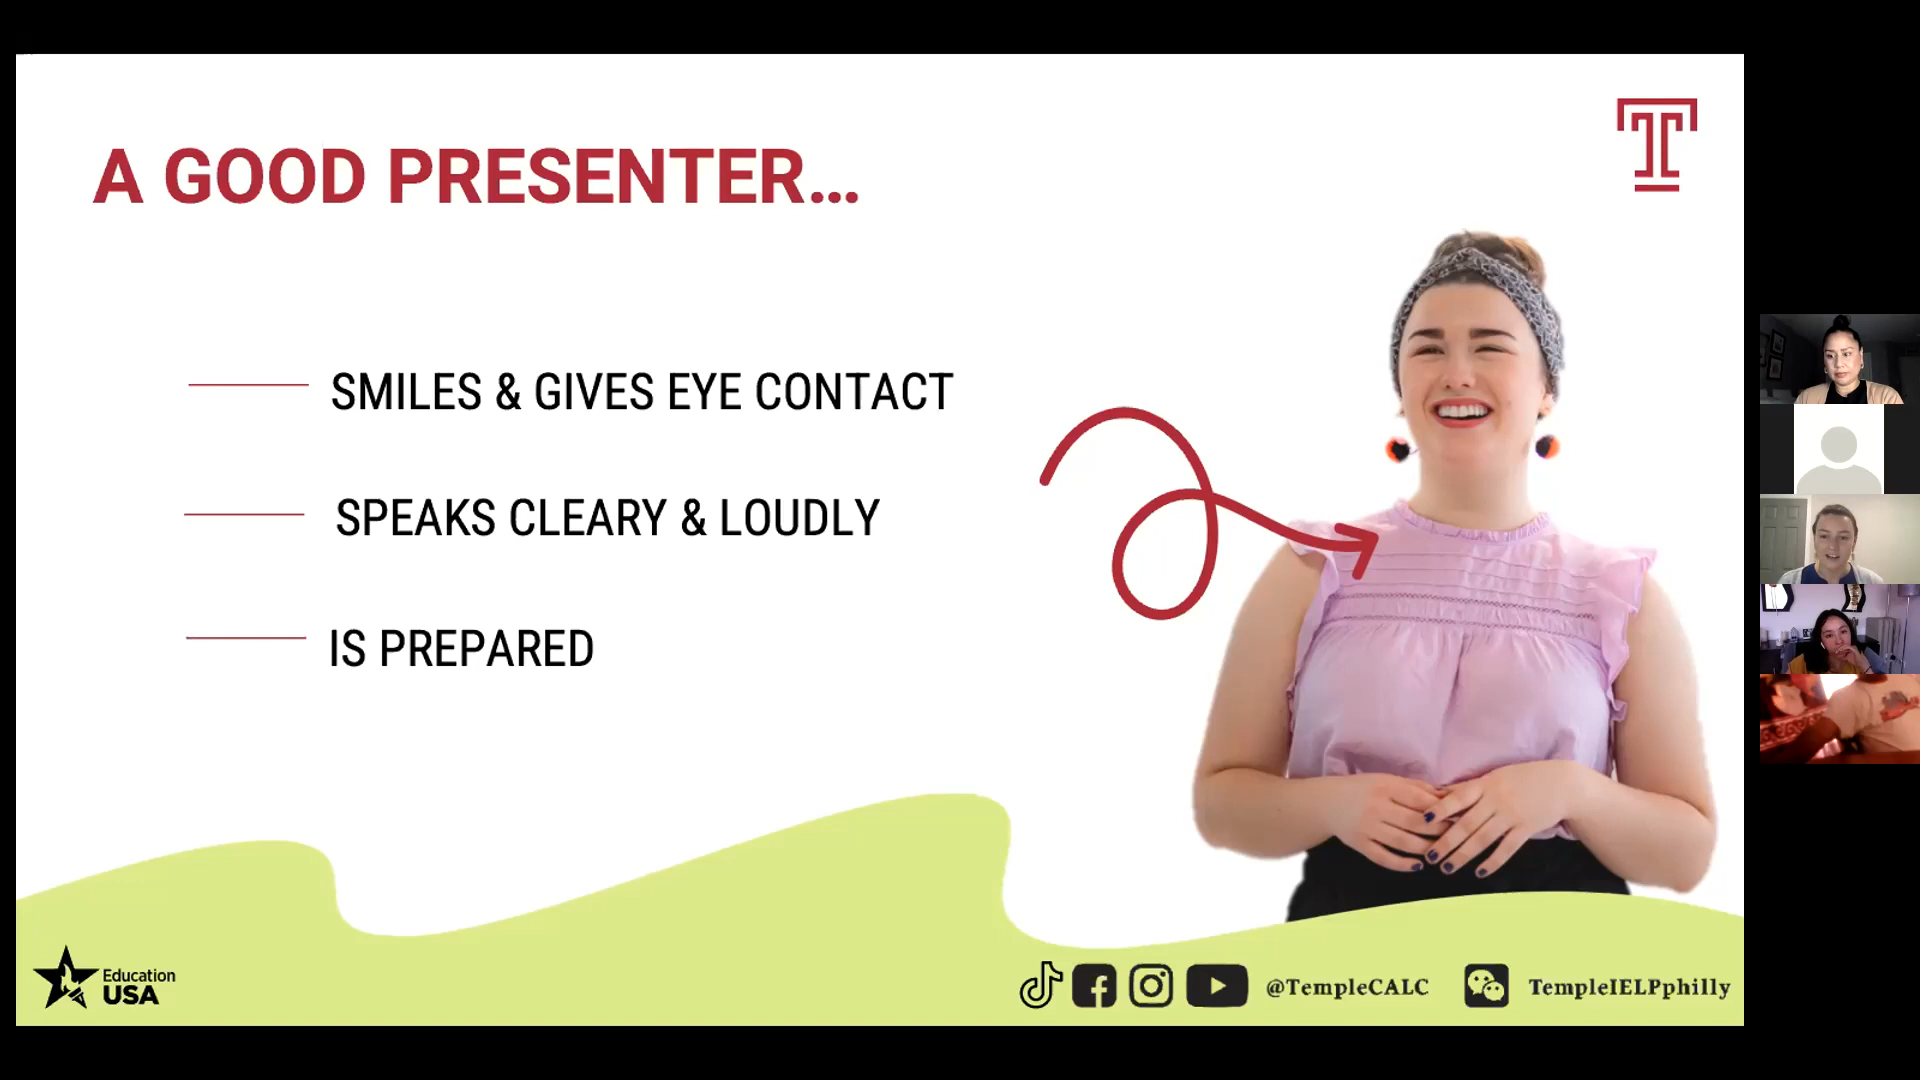 A GOOD PRESENTER...
SMILES & GIVES EYE CONTACT
SPEAKS CLEARY & LOUDLY
IS PREPARED
Education
USA
@TempleCALC
TempleIELPphilly